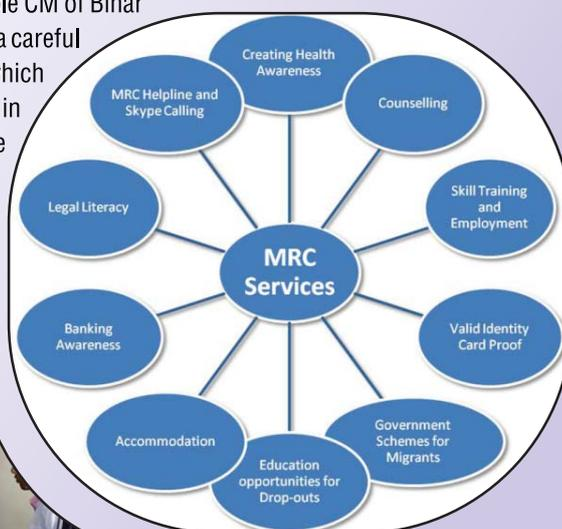 ole CM of Bihar
a careful
which
in
e
Creating Health
Awareness
Counselling
Skill Training
and
Employment
Valid Identity
Card Proof
Government
Schemes for
Migrants
Education
opportunities for
Drop-outs
Accommodation
Banking
Awareness
Legal Literacy
MRC Helpline and
Skype Calling
MRC
Services